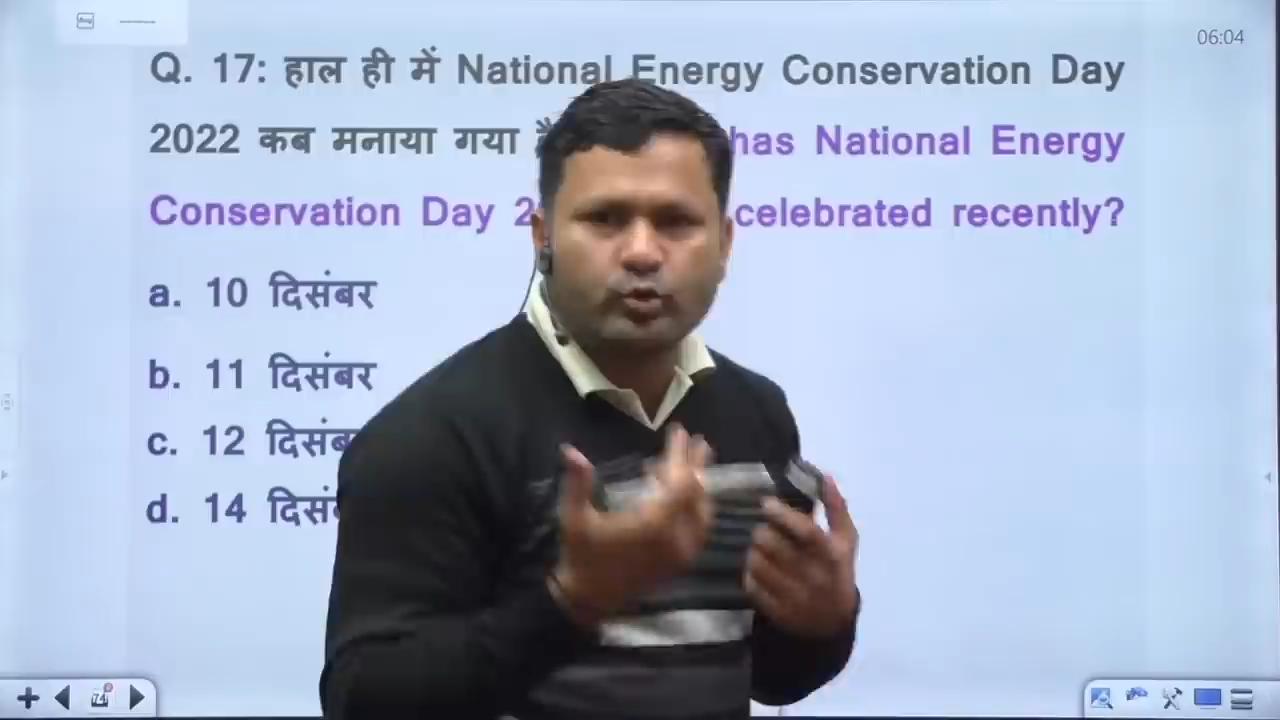 06:04
Q. 17: हाल ही में National Energy Conservation Day
2022 कब मनाया गया has National Energy
Conservation Day celebrated recently?
a. 10 दिसंबर
b. 11 दिसंबर
c. 12
d. 14